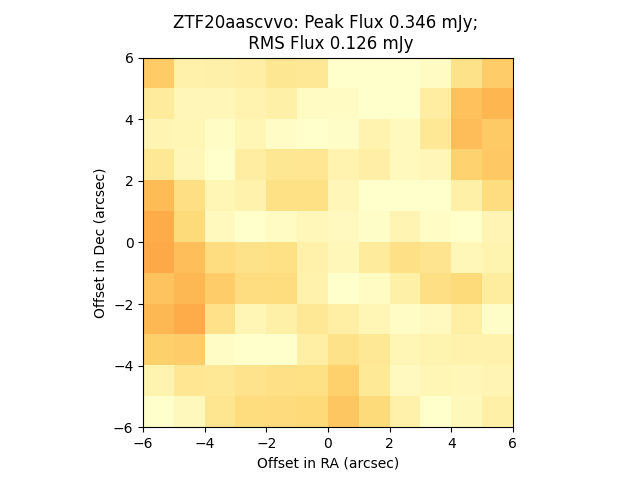 ZTF20aascvvo: Peak Flux 0.346 mJy;
RMS Flux 0.126 mJy
6
4
2
0
−2
−4
−6
Offset in Dec (arcsec)
−6 −4 −2 0 2 4 6
Offset in RA (arcsec)